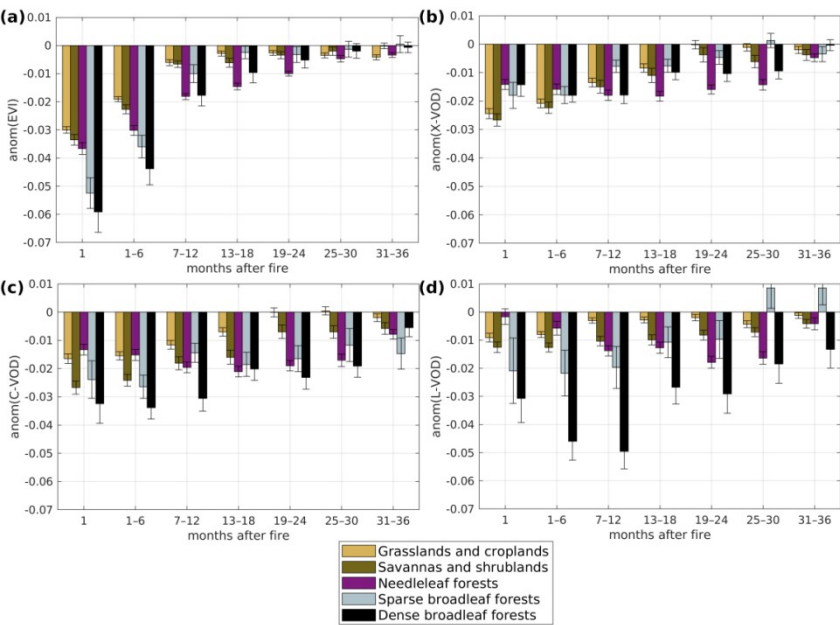 (a)
0.01
0
-0.01
-0.02
-0.03
-0.04
-0.05
-0.06
-0.07
anom(EVI)
1 1–6 7–12 13–18 19–24 25–30 31–36
months after fire
(b)
0.01
0
-0.01
-0.02
-0.03
-0.04
-0.05
-0.06
-0.07
anom(X-VOD)
1 1–6 7–12 13–18 19–24 25–30 31–36
months after fire
(c)
0.01
0
-0.01
-0.02
-0.03
-0.04
-0.05
-0.06
-0.07
anom(C-VOD)
1 1–6 7–12 13–18 19–24 25–30 31–36
months after fire
(d)
0.01
0
-0.01
-0.02
-0.03
-0.04
-0.05
-0.06
-0.07
anom(L-VOD)
1 1–6 7–12 13–18 19–24 25–30 31–36
months after fire
Grasslands and croplands
Savannas and shrublands
Needleleaf forests
Sparse broadleaf forests
Dense broadleaf forests